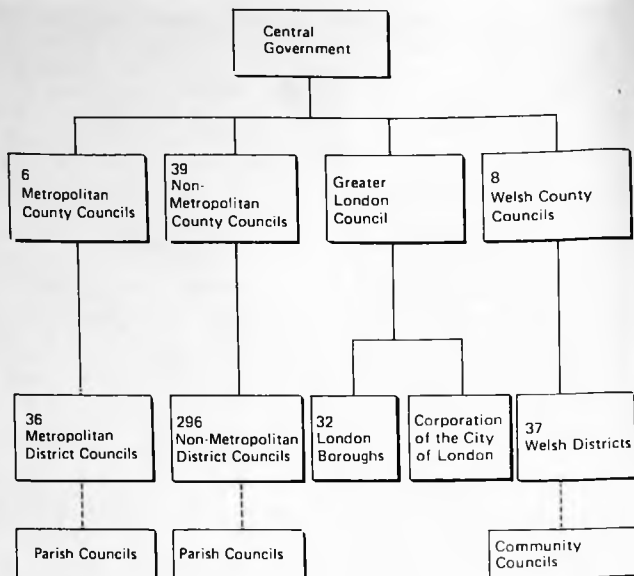 Central
Government
6
Metropolitan
County Councils
39
Non-
Metropolitan
County Councils
Greater
London
Council
8
Welsh County
Councils
36
Metropolitan
District Councils
296
Non-Metropolitan
District Councils
32
London
Boroughs
Corporation
of the City
of London
37
Welsh Districts
Parish Councils
Parish Councils
Community
Councils